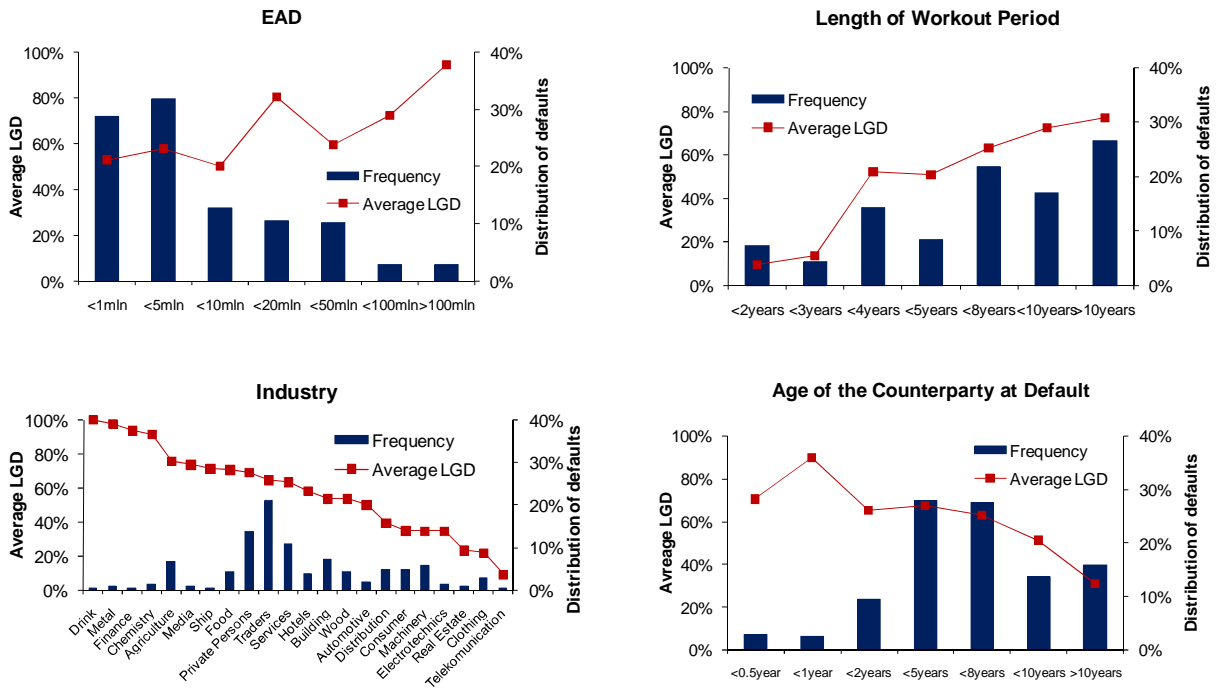 EAD
100%
80%
60%
40%
20%
0%
Average LGD
40%
30%
20%
10%
0%
Distribution of defaults
Frequency
Average LGD
<1mln <5mln <10mln <20mln <50mln <100mln >100mln
Length of Workout Period
100%
80%
60%
40%
20%
0%
Average LGD
40%
30%
20%
10%
0%
Distribution of defaults
Frequency
Average LGD
<2years <3years <4years <5years <8years <10years >10years
Industry
100%
80%
60%
40%
20%
0%
Average LGD
40%
30%
20%
10%
0%
Distribution of defaults
Frequency
Average LGD
Drink
Metal
Finance
Chemistry
Agriculture
Media
Ship
Food
Private Persons
Traders
Services
Hotels
Building
Wood
Automotive
Distribution
Consumer
Machinery
Electrotechnics
Real Estate
Clothing
Telekomunication
Age of the Counterparty at Default
100%
80%
60%
40%
20%
0%
Avreage LGD
40%
30%
20%
10%
0%
Distribution of defaults
Frequency
Average LGD
<0.5year <1year <2years <5years <8years <10years >10years